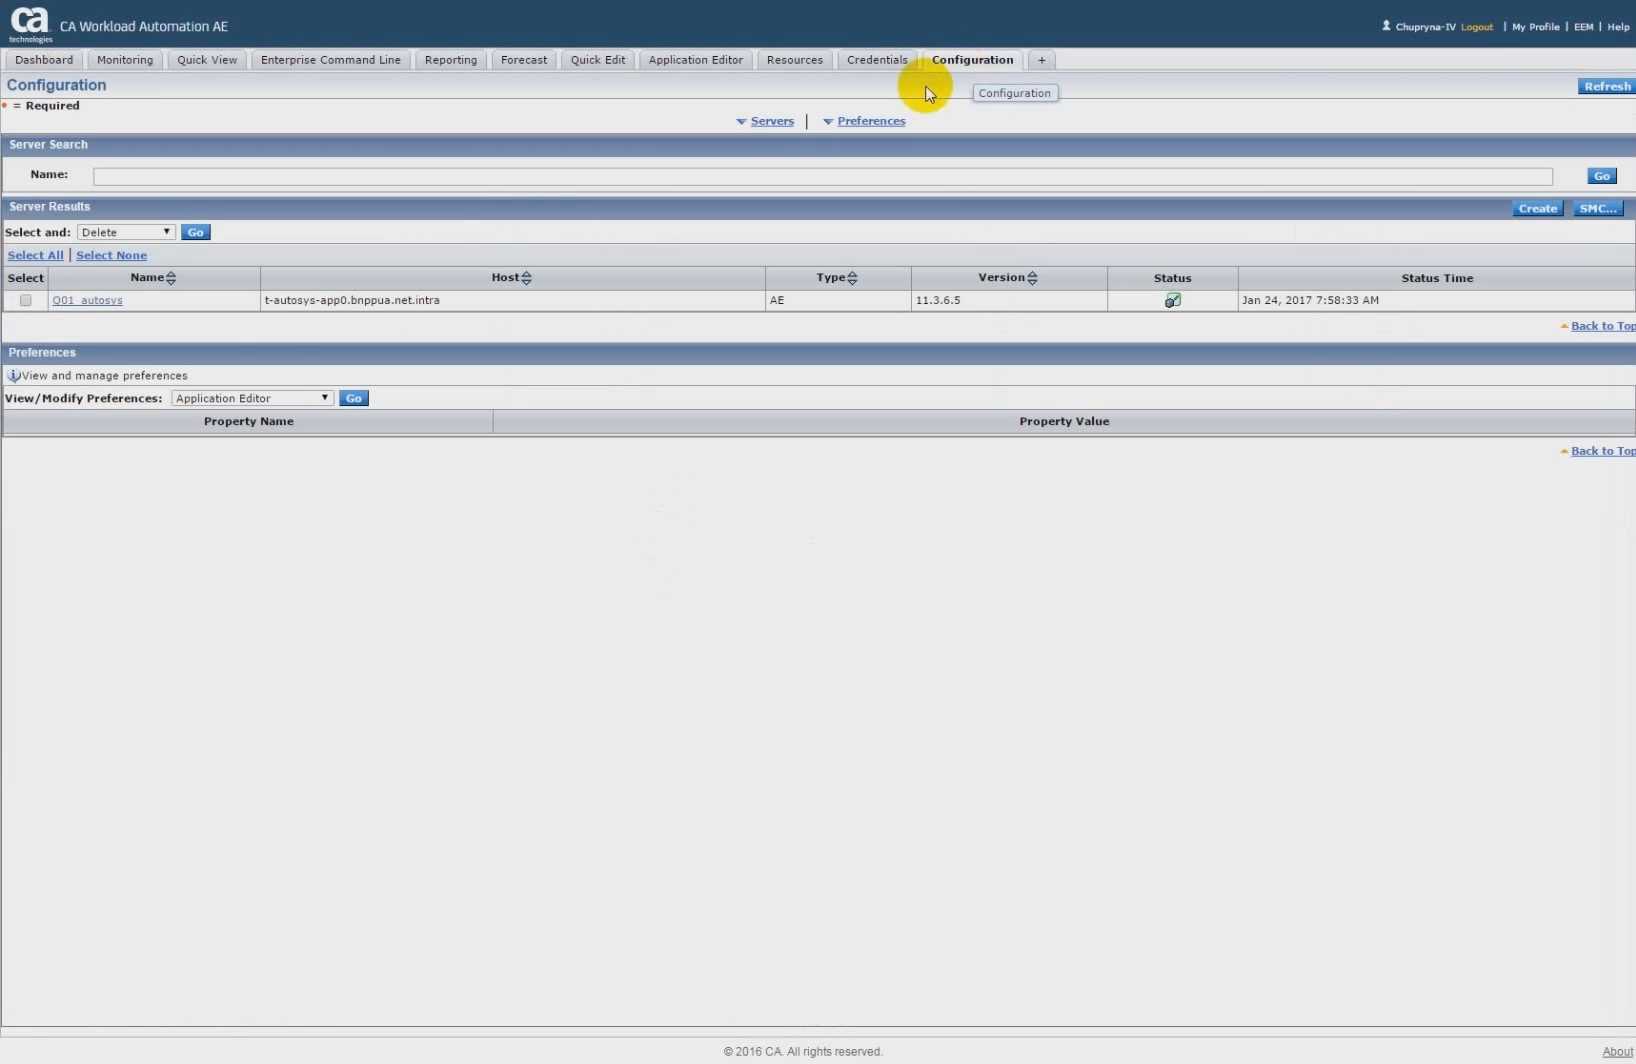 ca technologies CA Workload Automation AE
Chupryna-IV Logout | My Profile | EEM | Help
Dashboard Monitoring Quick View Enterprise Command Line Reporting Forecast Quick Edit Application Editor Resources Credentials Configuration +
Configuration
Refresh
Configuration
= Required
Servers | Preferences
Server Search
Name:
Go
Server Results
Create SMC...
Select and: Delete Go
Select All | Select None
Select Name Host Type Version Status Status Time
Q01_autosys t-autosys-app0.bnppua.net.intra AE 11.3.6.5 Jan 24, 2017 7:58:33 AM
Back to Top
Preferences
View and manage preferences
View/Modify Preferences: Application Editor Go
Property Name Property Value
Back to Top
© 2016 CA. All rights reserved.
About